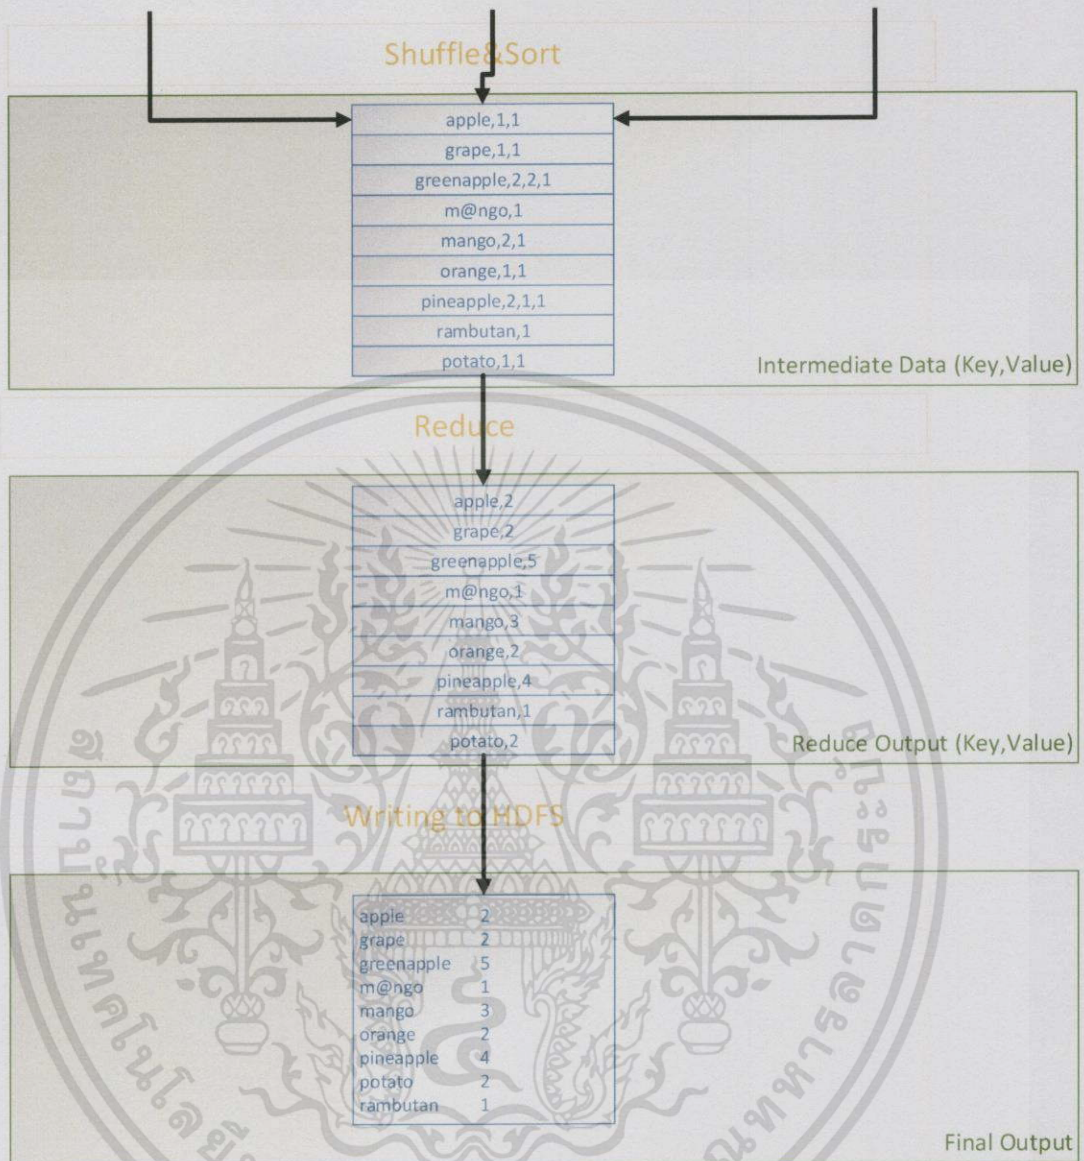 Shuffle&Sort
apple,1,1
grape,1,1
greenapple,2,2,1
m@ngo,1
mango,2,1
orange,1,1
pineapple,2,1,1
rambutan,1
potato,1,1
Intermediate Data (Key,Value)
Reduce
apple,2
grape,2
greenapple,5
m@ngo,1
mango,3
orange,2
pineapple,4
rambutan,1
potato,2
Reduce Output (Key,Value)
Writing to HDFS
apple 2
grape 2
greenapple 5
m@ngo 1
mango 3
orange 2
pineapple 4
potato 2
rambutan 1
Final Output